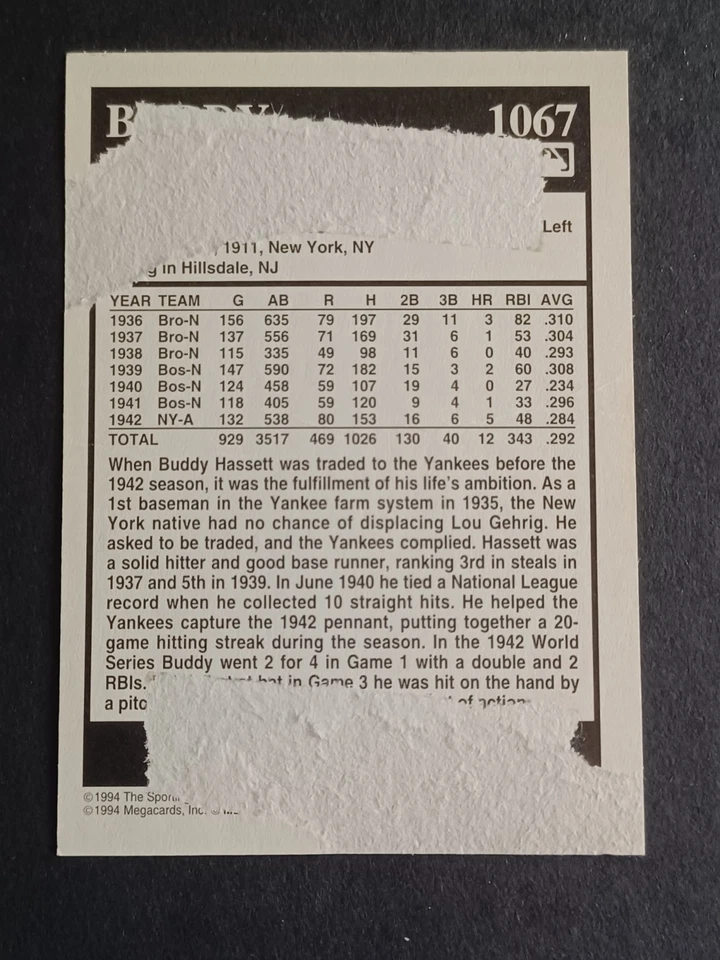 BUDDY 1067
Left
, 1911, New York, NY
g in Hillsdale, NJ
YEAR TEAM G AB R H 2B 3B HR RBI AVG
1936 Bro-N 156 635 79 197 29 11 3 82 .310
1937 Bro-N 137 556 71 169 31 6 1 53 .304
1938 Bro-N 115 335 49 98 11 6 0 40 .293
1939 Bos-N 147 590 72 182 15 3 2 60 .308
1940 Bos-N 124 458 59 107 19 4 0 27 .234
1941 Bos-N 118 405 59 120 9 4 1 33 .296
1942 NY-A 132 538 80 153 16 6 5 48 .284
TOTAL 929 3517 469 1026 130 40 12 343 .292
When Buddy Hassett was traded to the Yankees before the
1942 season, it was the fulfillment of his life's ambition. As a
1st baseman in the Yankee farm system in 1935, the New
York native had no chance of displacing Lou Gehrig. He
asked to be traded, and the Yankees complied. Hassett was
a solid hitter and good base runner, ranking 3rd in steals in
1937 and 5th in 1939. In June 1940 he tied a National League
record when he collected 10 straight hits. He helped the
Yankees capture the 1942 pennant, putting together a 20-
game hitting streak during the season. In the 1942 World
Series Buddy went 2 for 4 in Game 1 with a double and 2
RBIs. bat in Game 3 he was hit on the hand by
a pitc of action
©1994 The Sporti
©1994 Megacards, Inc.